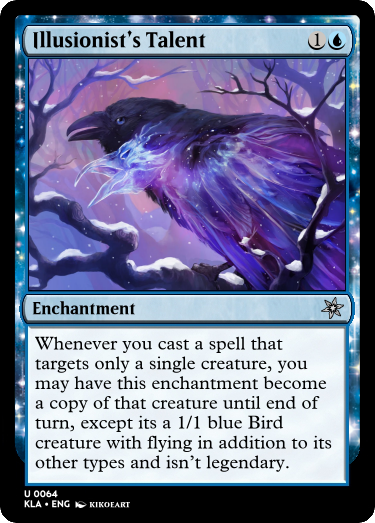 Illusionist's Talent 1
Enchantment
Whenever you cast a spell that
targets only a single creature, you
may have this enchantment become
a copy of that creature until end of
turn, except its a 1/1 blue Bird
creature with flying in addition to its
other types and isn't legendary.
U 0064
KLA • ENG KIKOEART